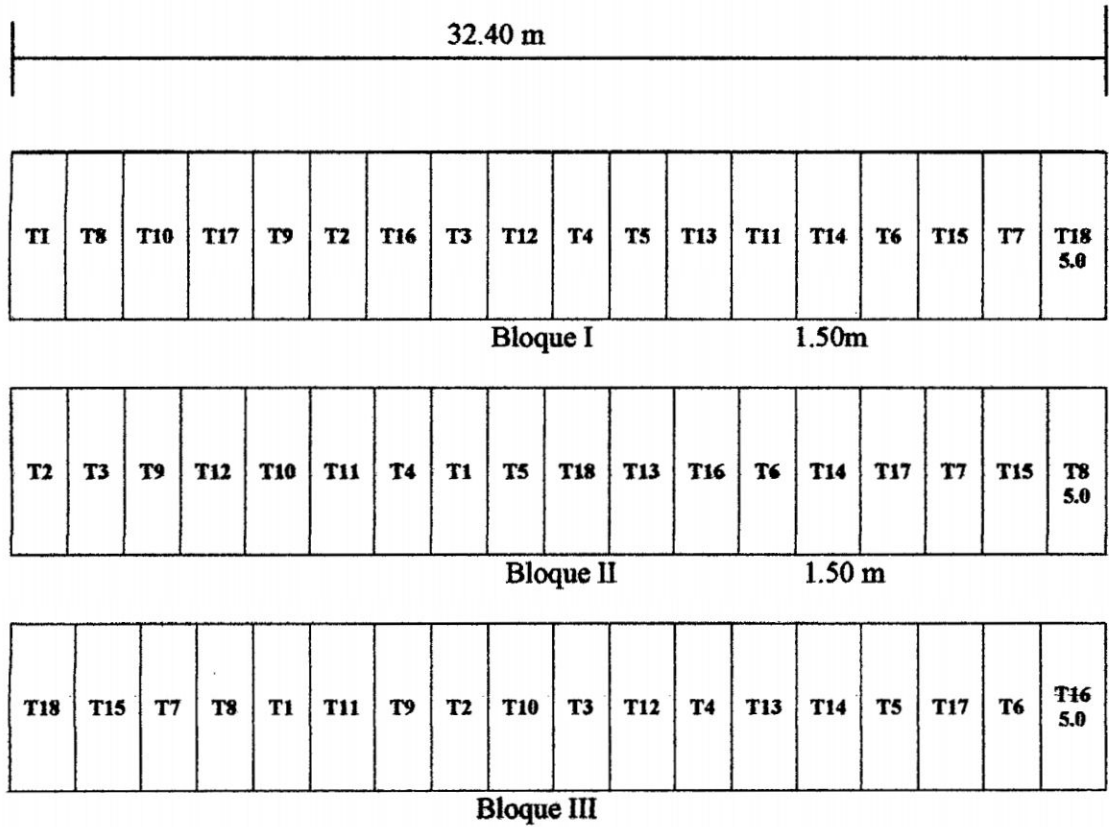 32.40 m
TI T8 T10 T17 T9 T2 T16 T3 T12 T4 T5 T13 T11 T14 T6 T15 T7 T18
5.0
Bloque I 1.50m
T2 T3 T9 T12 T10 T11 T4 T1 T5 T18 T13 T16 T6 T14 T17 T7 T15 T8
5.0
Bloque II 1.50 m
T18 T15 T7 T8 T1 T11 T9 T2 T10 T3 T12 T4 T13 T14 T5 T17 T6 T16
5.0
Bloque III